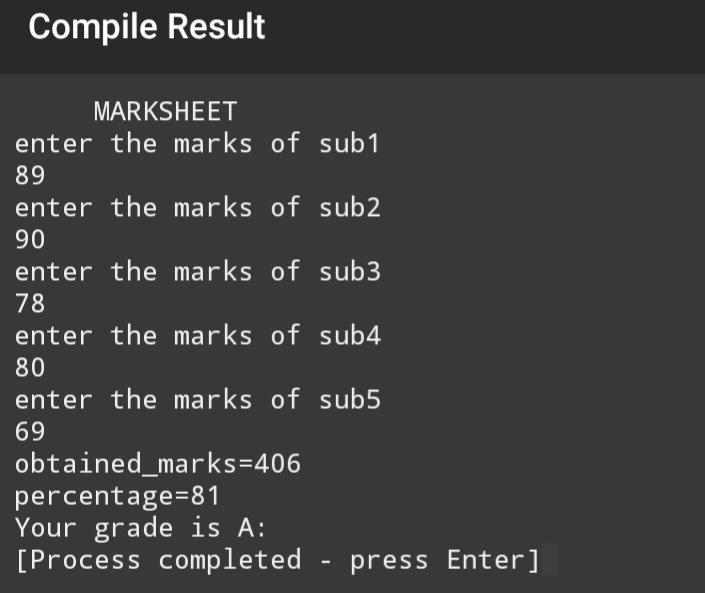 Compile Result
MARKSHEET
enter the marks of sub1
89
enter the marks of sub2
90
enter the marks of sub3
78
enter the marks of sub4
80
enter the marks of sub5
69
obtained_marks=406
percentage=81
Your grade is A:
[Process completed - press Enter]